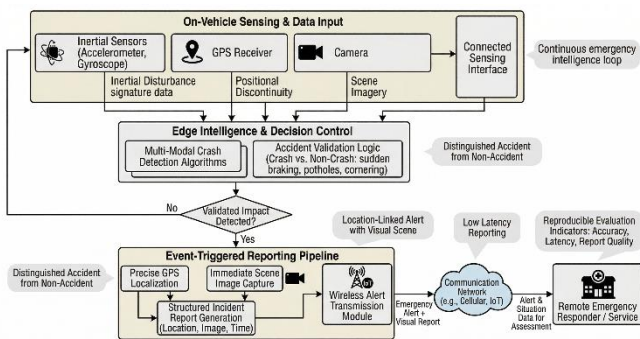 On-Vehicle Sensing & Data Input
Inertial Sensors
(Accelerometer,
Gyroscope)
GPS Receiver
Camera
Connected
Sensing
Interface
Continuous emergency
intelligence loop
Inertial Disturbance
signature data
Positional
Discontinuity
Scene
Imagery
Edge Intelligence & Decision Control
Multi-Modal Crash
Detection Algorithms
Accident Validation Logic
(Crash vs. Non-Crash: sudden
braking, potholes, cornering)
Distinguished Accident
from Non-Accident
No
Validated Impact
Detected?
Yes
Location-Linked Alert
with Visual Scene
Low Latency
Reporting
Reproducible Evaluation
Indicators: Accuracy,
Latency, Report Quality
Event-Triggered Reporting Pipeline
Distinguished Accident
from Non-Accident
Precise GPS
Localization
Immediate Scene
Image Capture
Structured Incident
Report Generation
(Location, Image, Time)
Wireless Alert
Transmission
Module
Emergency
Alert +
Visual Report
Communication
Network
(e.g., Cellular, IoT)
Alert &
Situation
Data for
Assessment
Remote Emergency
Responder / Service